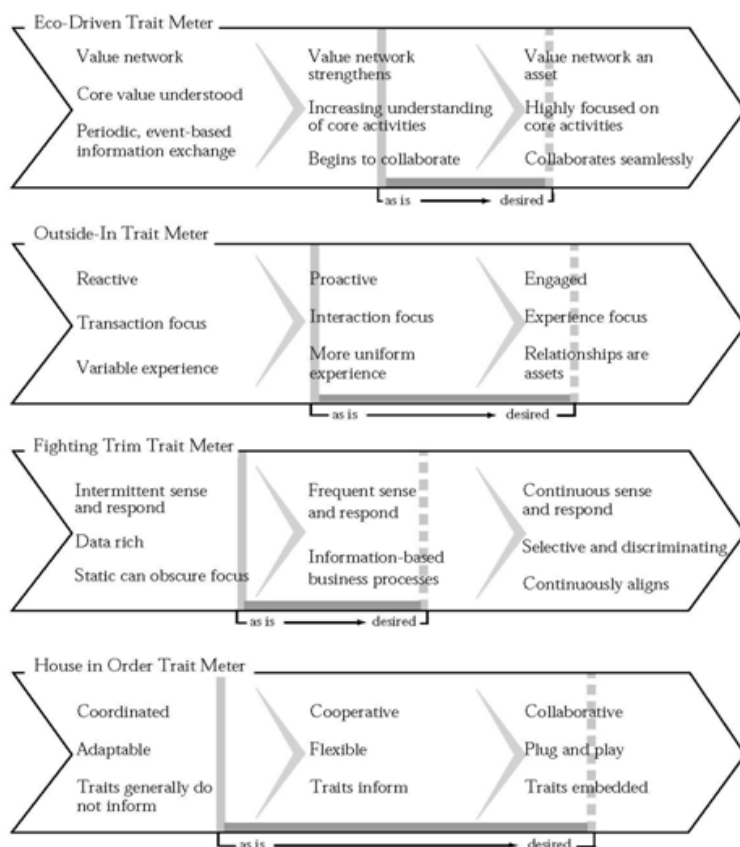 Eco-Driven Trait Meter
Value network
Core value understood
Periodic, event-based
information exchange
Value network
strengthens
Increasing understanding
of core activities
Begins to collaborate
Value network an
asset
Highly focused on
core activities
Collaborates seamlessly
as is desired
Outside-In Trait Meter
Reactive
Transaction focus
Variable experience
Proactive
Interaction focus
More uniform
experience
Engaged
Experience focus
Relationships are
assets
as is desired
Fighting Trim Trait Meter
Intermittent sense
and respond
Data rich
Static can obscure focus
Frequent sense
and respond
Information-based
business processes
Continuous sense
and respond
Selective and discriminating
Continuously aligns
as is desired
House in Order Trait Meter
Coordinated
Adaptable
Traits generally do
not inform
Cooperative
Flexible
Traits inform
Collaborative
Plug and play
Traits embedded
as is desired